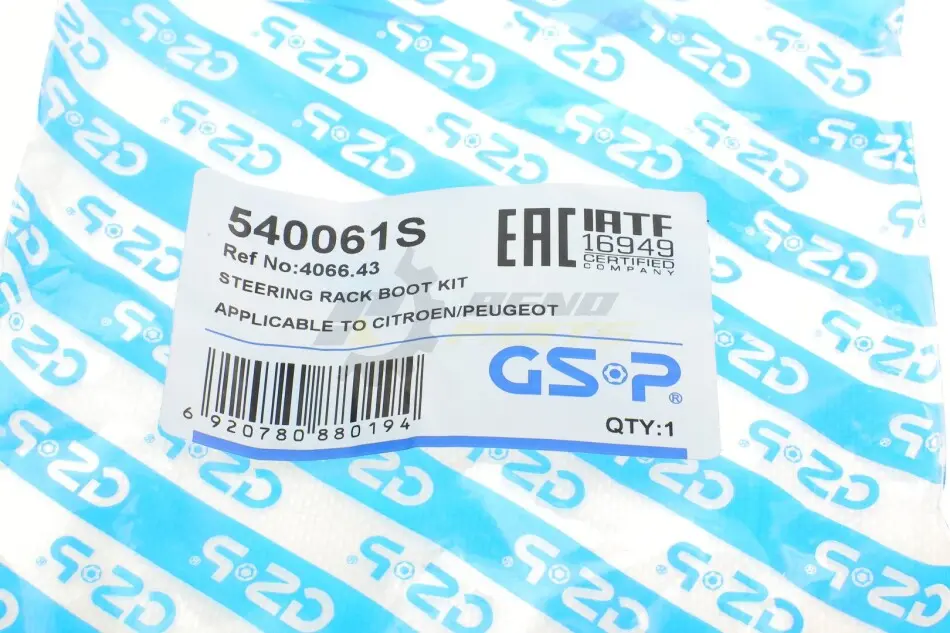 540061S
Ref No:4066.43
STEERING RACK BOOT KIT
APPLICABLE TO CITROEN/PEUGEOT
EAC
IATF
16949
CERTIFIED
COMPANY
GSP®
QTY:1
6 920780 880194